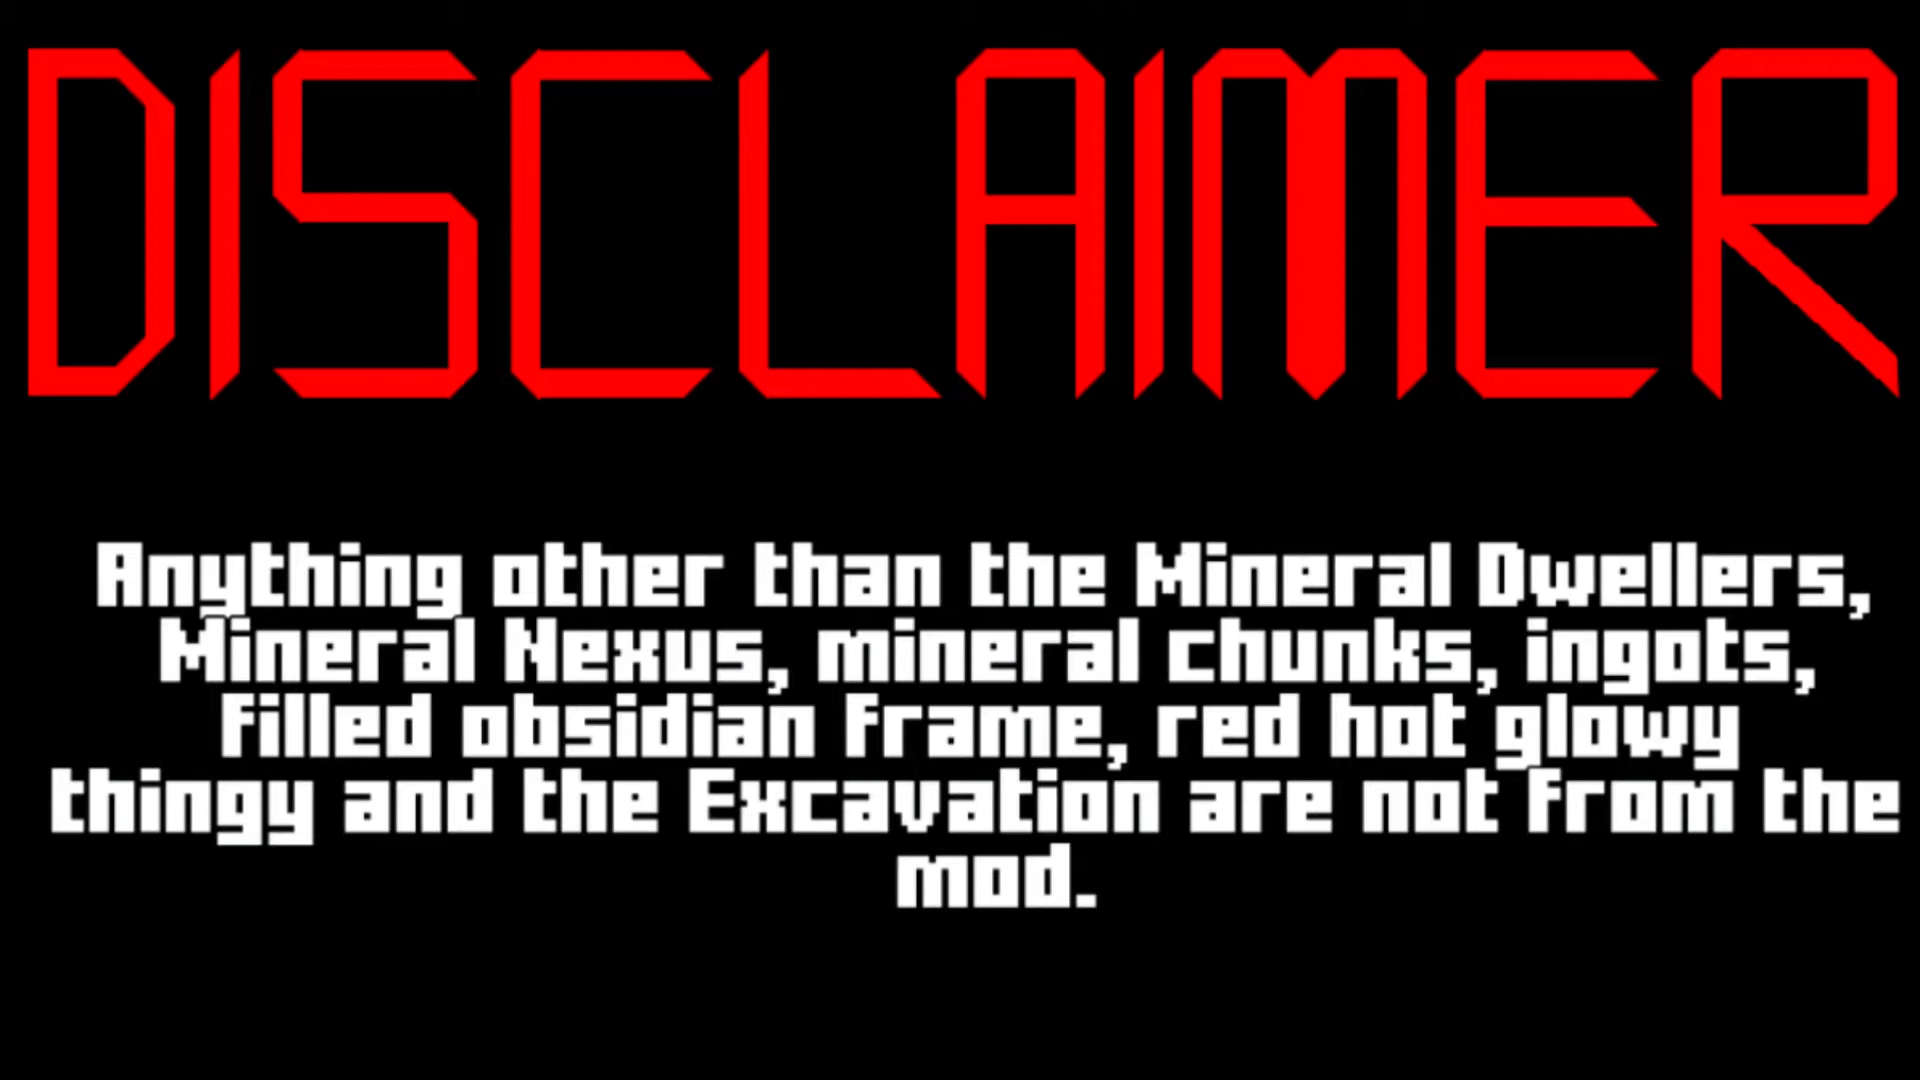 DISCLAIMER
Anything other than the Mineral Dwellers,
Mineral Nexus, mineral chunks, ingots,
filled obsidian frame, red hot glowy
thingy and the Excavation are not from the
mod.